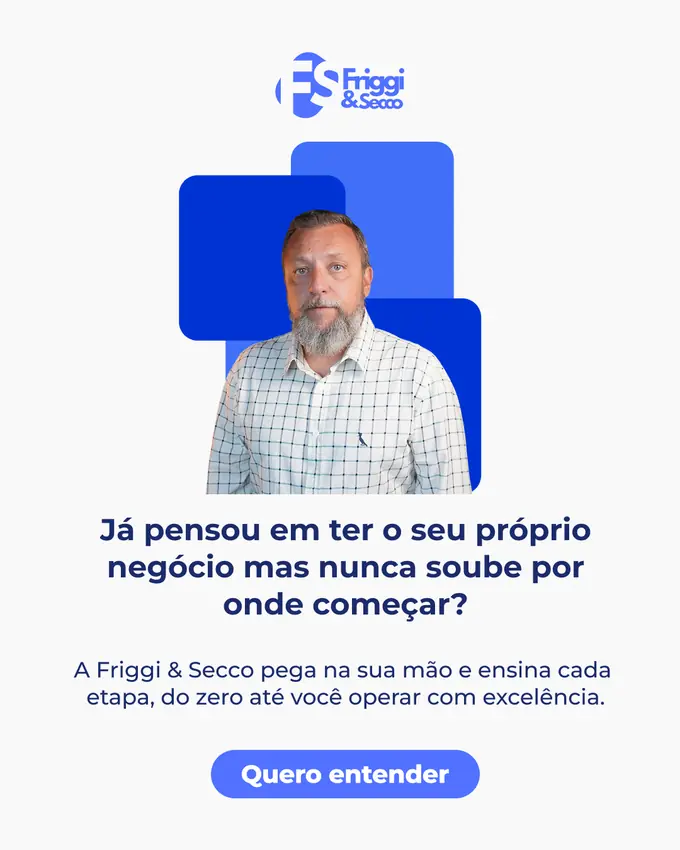 FS Friggi
& Secco
Já pensou em ter o seu próprio
negócio mas nunca soube por
onde começar?
A Friggi & Secco pega na sua mão e ensina cada
etapa, do zero até você operar com excelência.
Quero entender